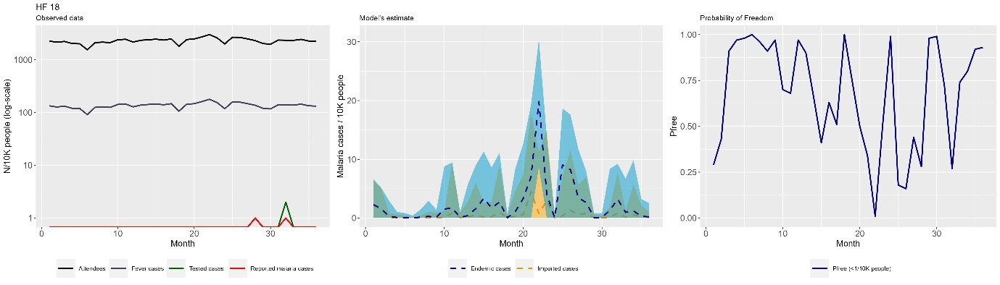 HF 18
Observed data
N/10K people (log-scale)
1000
100
10
1
0
10
20
30
Month
Attendees
Fever cases
Tested cases
Reported malaria cases
Model's estimate
Malaria cases / 10K people
30
20
10
0
0
10
20
30
Month
Endemic cases
Imported cases
Probability of Freedom
Pfree
1.00
0.75
0.50
0.25
0.00
0
10
20
30
Month
Pfree (<1/10K people)